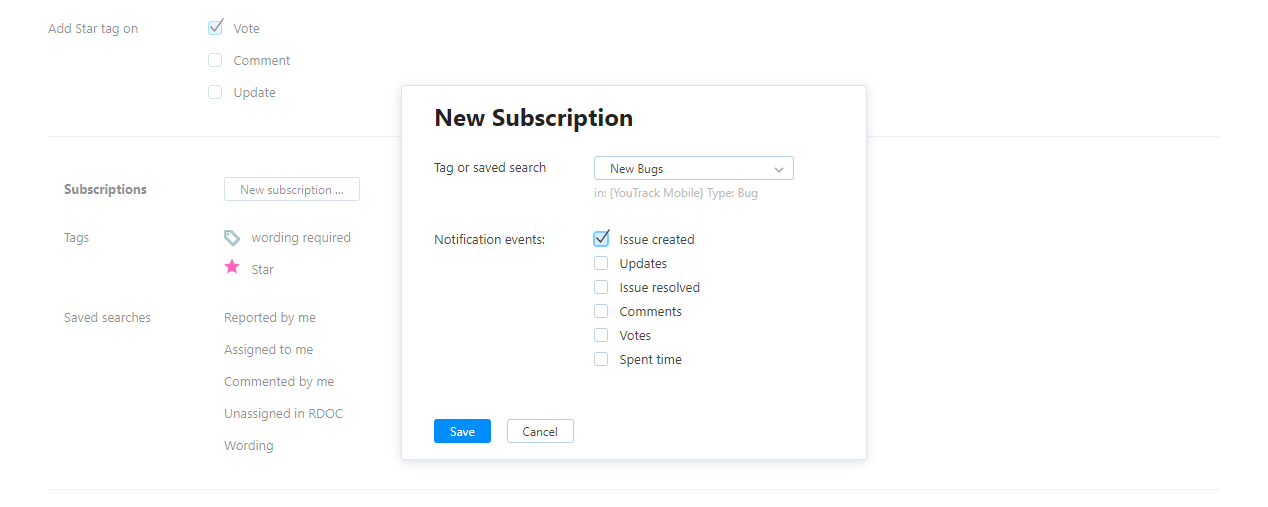 Add Star tag on
Vote
Comment
Update
Subscriptions
New subscription ...
Tags
wording required
Star
Saved searches
Reported by me
Assigned to me
Commented by me
Unassigned in RDOC
Wording
New Subscription
Tag or saved search
New Bugs
in: {YouTrack Mobile} Type: Bug
Notification events:
Issue created
Updates
Issue resolved
Comments
Votes
Spent time
Save
Cancel